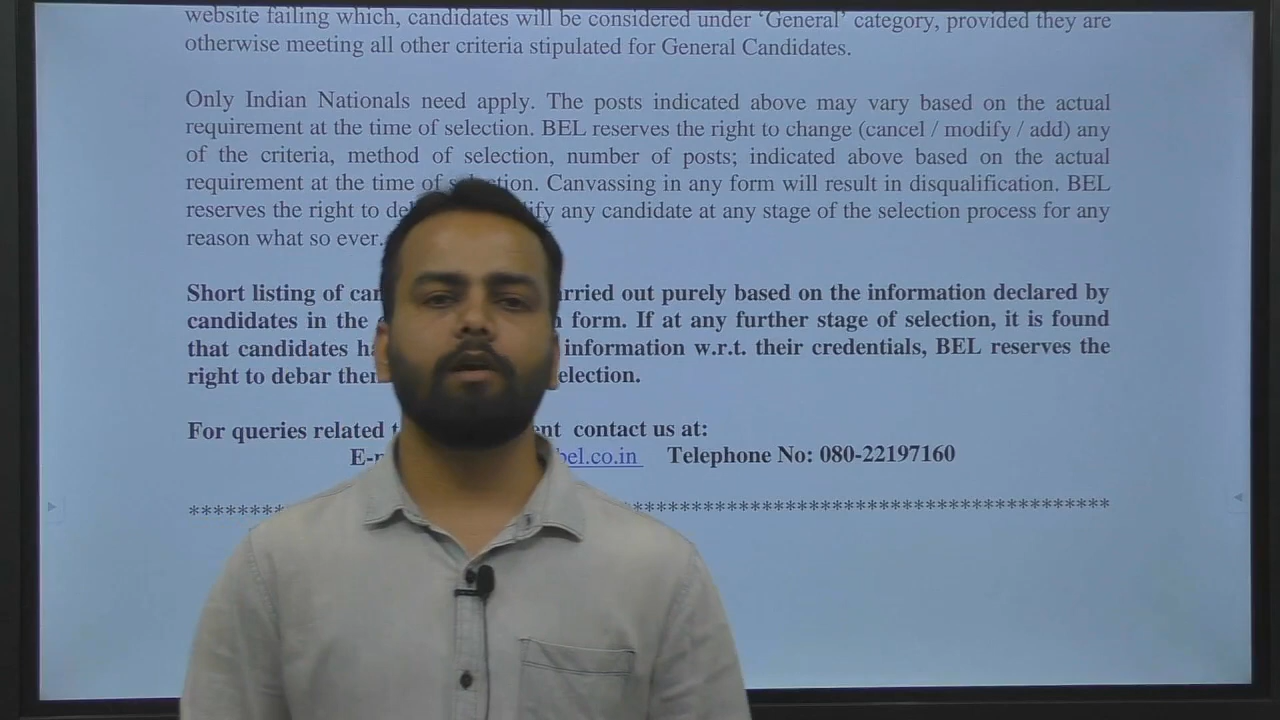 website failing which, candidates will be considered under ‘General’ category, provided they are
otherwise meeting all other criteria stipulated for General Candidates.
Only Indian Nationals need apply. The posts indicated above may vary based on the actual
requirement at the time of selection. BEL reserves the right to change (cancel / modify / add) any
of the criteria, method of selection, number of posts; indicated above based on the actual
requirement at the time of selection. Canvassing in any form will result in disqualification. BEL
reserves the right to any candidate at any stage of the selection process for any
reason what so ever.
Short listing of out purely based on the information declared by
candidates in the form. If at any further stage of selection, it is found
that candidates information w.r.t. their credentials, BEL reserves the
right to debar
For queries related contact us at:
bel.co.in Telephone No: 080-22197160